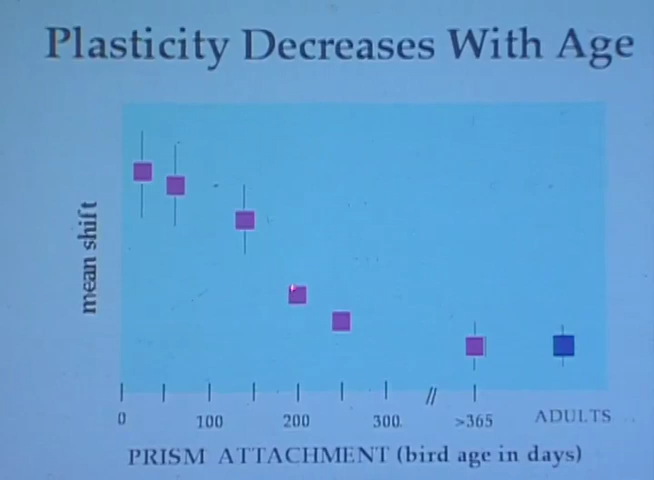 Plasticity Decreases With Age
mean shift
0 100 200 300 // >365 ADULTS
PRISM ATTACHMENT (bird age in days)